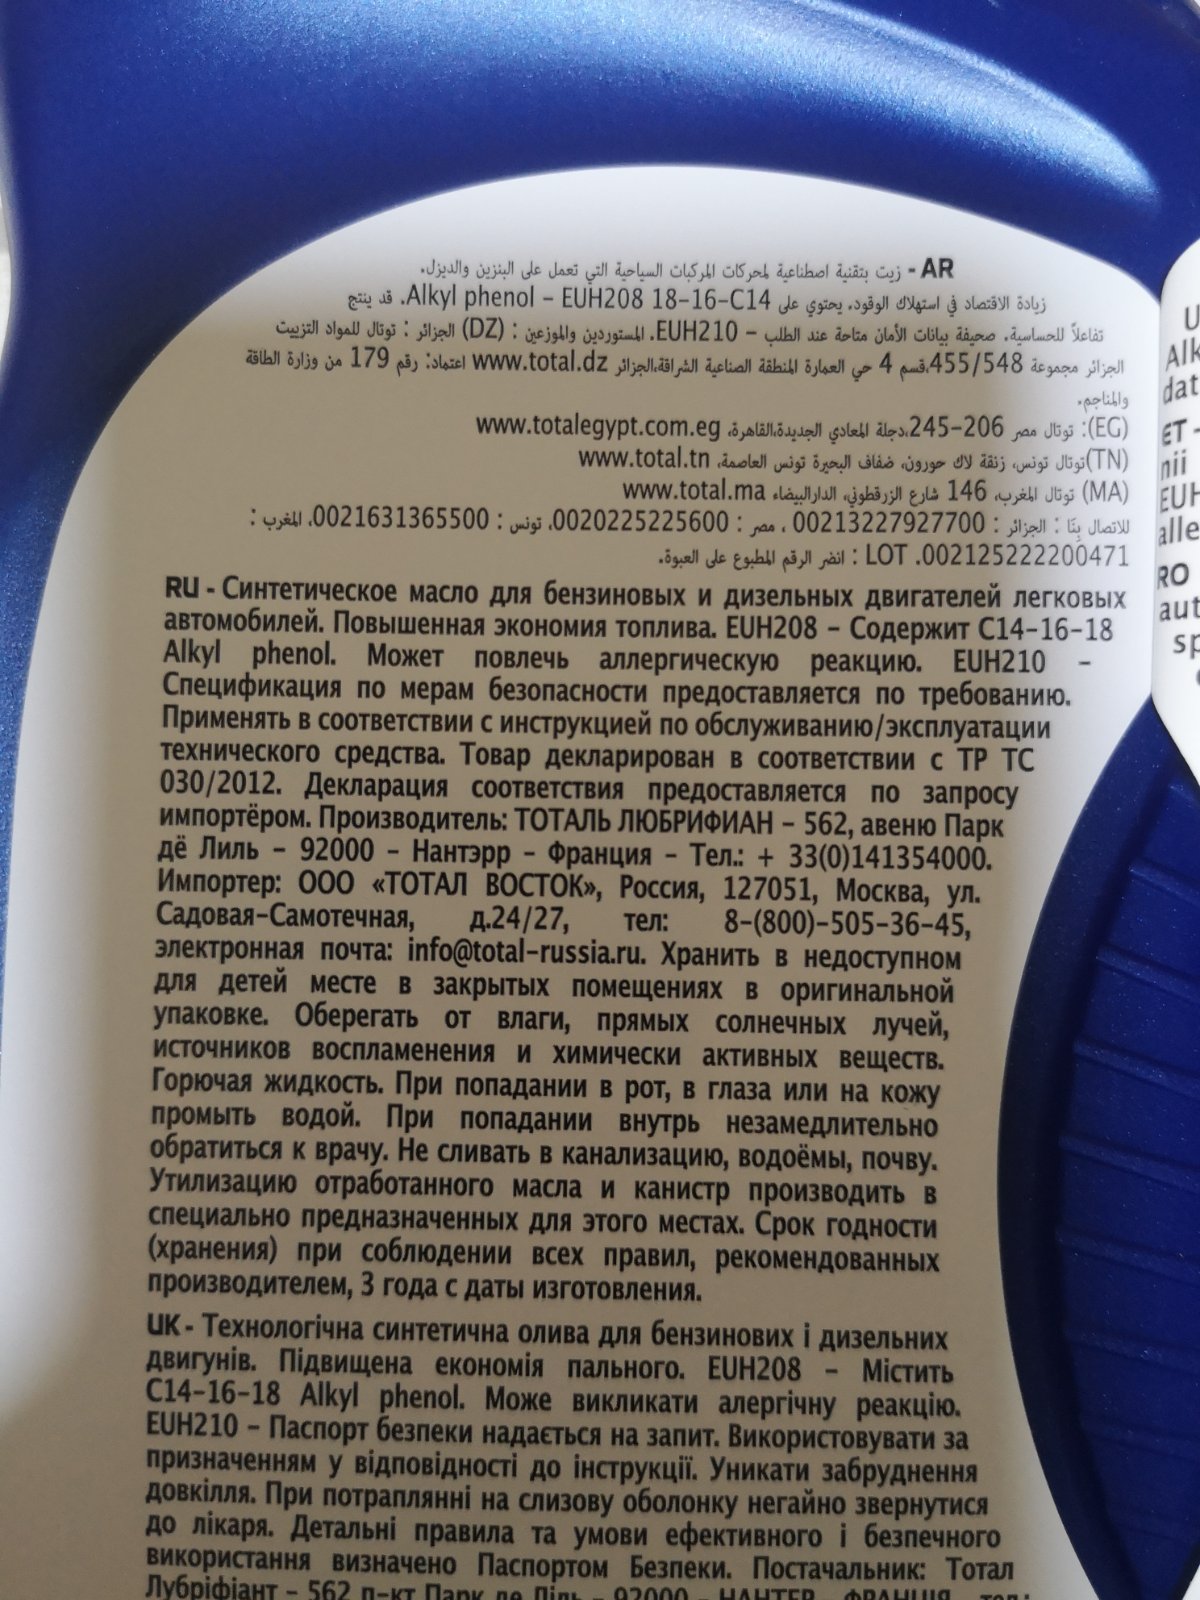 AR - زيت بتقنية اصطناعية لمحركات المركبات السياحية التي تعمل على البنزين والديزل.
زيادة الاقتصاد في استهلاك الوقود. يحتوي على Alkyl phenol – EUH208 18-16-C14. قد ينتج
تفاعلاً للحساسية. صحيفة بيانات الأمان متاحة عند الطلب – EUH210. المستوردين والموزعين : (DZ) الجزائر : توتال للمواد التزييت
الجزائر مجموعة 455/548،قسم 4 حي العمارة المنطقة الصناعية الشراقة،الجزائر www.total.dz اعتماد: رقم 179 من وزارة الطاقة
والمناجم.
(EG): توتال مصر 206-245،دجلة المعادي الجديدة،القاهرة، www.totalegypt.com.eg
(TN)توتال تونس، زنقة لاك حورون، ضفاف البحيرة تونس العاصمة، www.total.tn
(MA) توتال المغرب، 146 شارع الزرقطوني، الدارالبيضاء www.total.ma
للاتصال بِنَا : الجزائر : 00213227927700 ، مصر : 0020225225600. تونس : 0021631365500. المغرب :
002125222200471. LOT : انضر الرقم المطبوع على العبوة.
RU - Синтетическое масло для бензиновых и дизельных двигателей легковых
автомобилей. Повышенная экономия топлива. EUH208 – Содержит C14-16-18
Alkyl phenol. Может повлечь аллергическую реакцию. EUH210 –
Спецификация по мерам безопасности предоставляется по требованию.
Применять в соответствии с инструкцией по обслуживанию/эксплуатации
технического средства. Товар декларирован в соответствии с ТР ТС
030/2012. Декларация соответствия предоставляется по запросу
импортёром. Производитель: ТОТАЛЬ ЛЮБРИФИАН – 562, авеню Парк
дё Лиль – 92000 – Нантэрр – Франция – Тел.: + 33(0)141354000.
Импортер: ООО «ТОТАЛ ВОСТОК», Россия, 127051, Москва, ул.
Садовая-Самотечная, д.24/27, тел: 8-(800)-505-36-45,
электронная почта: info@total-russia.ru. Хранить в недоступном
для детей месте в закрытых помещениях в оригинальной
упаковке. Оберегать от влаги, прямых солнечных лучей,
источников воспламенения и химически активных веществ.
Горючая жидкость. При попадании в рот, в глаза или на кожу
промыть водой. При попадании внутрь незамедлительно
обратиться к врачу. Не сливать в канализацию, водоёмы, почву.
Утилизацию отработанного масла и канистр производить в
специально предназначенных для этого местах. Срок годности
(хранения) при соблюдении всех правил, рекомендованных
производителем, 3 года с даты изготовления.
UK - Технологічна синтетична олива для бензинових і дизельних
двигунів. Підвищена економія пального. EUH208 – Містить
C14-16-18 Alkyl phenol. Може викликати алергічну реакцію.
EUH210 – Паспорт безпеки надається на запит. Використовувати за
призначенням у відповідності до інструкції. Уникати забруднення
довкілля. При потраплянні на слизову оболонку негайно звернутися
до лікаря. Детальні правила та умови ефективного і безпечного
використання визначено Паспортом Безпеки. Постачальник: Тотал
Лубріфіант – 562 п-кт Парк де Ліль – 92000 – НАНТЕР – ФРАНЦІЯ – тел.:
U
Alk
dat
ET -
nii
EUH
alle
RO
aut
sp